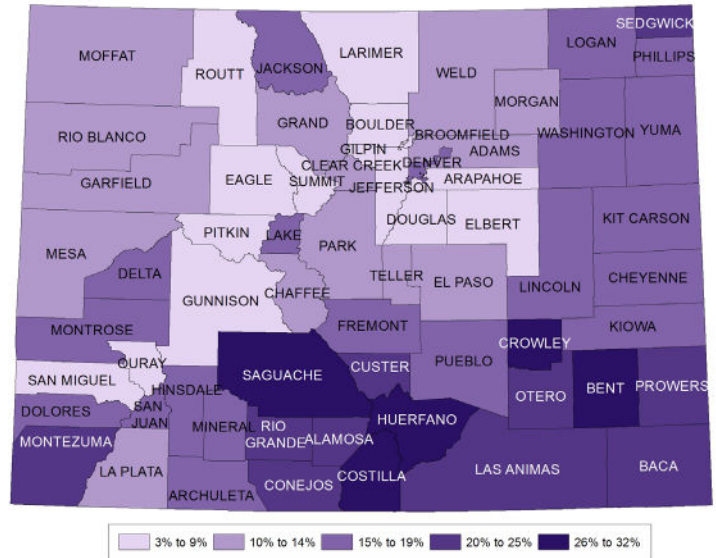 SEDGWICK
LOGAN
LARIMER
MOFFAT
PHILLIPS
JACKSON
ROUTT
WELD
MORGAN
GRAND
BOULDER
RIO BLANCO
BROOMFIELD
WASHINGTON
YUMA
GILPIN
ADAMS
CLEAR CREEK
DENVER
EAGLE
SUMMIT
ARAPAHOE
GARFIELD
JEFFERSON
DOUGLAS
ELBERT
KIT CARSON
PITKIN
LAKE
PARK
MESA
DELTA
TELLER
EL PASO
CHEYENNE
LINCOLN
CHAFFEE
GUNNISON
FREMONT
KIOWA
MONTROSE
CROWLEY
OURAY
PUEBLO
CUSTER
SAGUACHE
SAN MIGUEL
HINSDALE
BENT
PROWERS
OTERO
SAN
JUAN
DOLORES
HUERFANO
MINERAL
RIO
GRANDE
ALAMOSA
MONTEZUMA
LA PLATA
COSTILLA
LAS ANIMAS
BACA
CONEJOS
ARCHULETA
3% to 9%
10% to 14%
15% to 19%
20% to 25%
26% to 32%